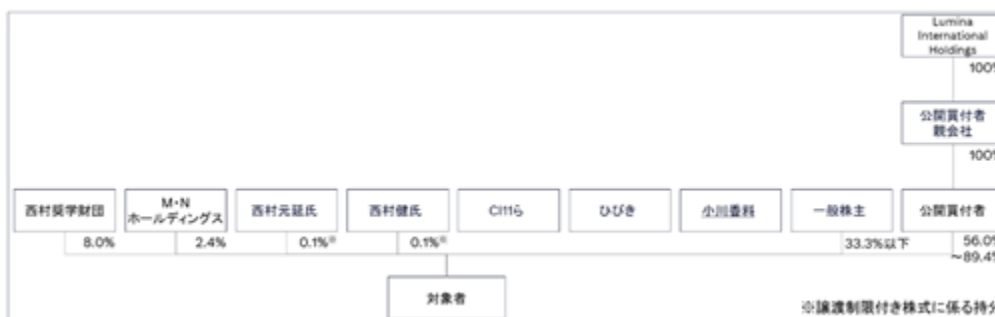 Lumina
International
Holdings
100%
公開買付者
親会社
100%
西村奨学財団
M・N
ホールディングス
西村元延氏
西村健氏
CI11ら
ひびき
小川香料
一般株主
公開買付者
8.0%
2.4%
0.1%※
0.1%※
33.3%以下
56.0%
～89.4%
対象者
※譲渡制限付き株式に係る持分